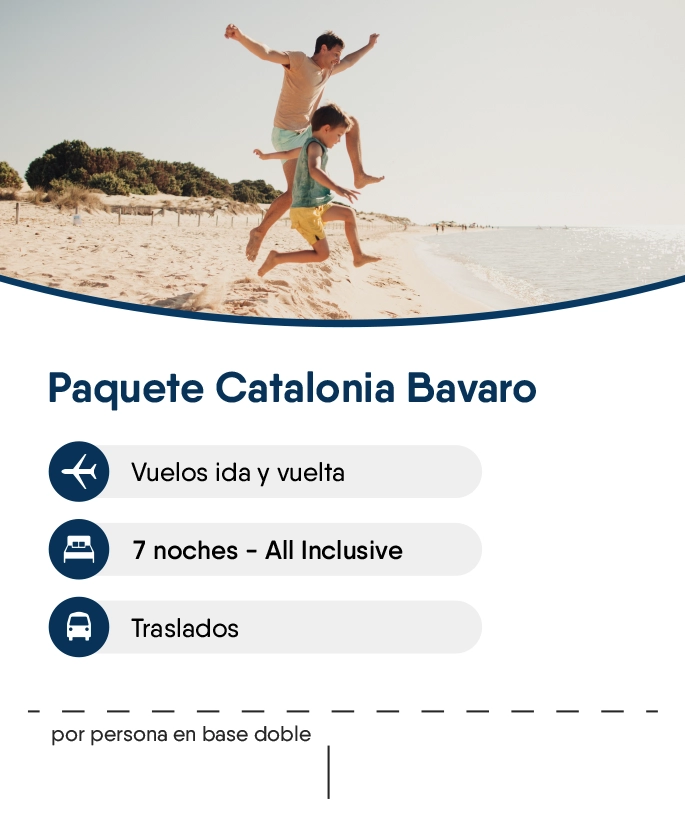 Paquete Catalonia Bavaro
Vuelos ida y vuelta
7 noches - All Inclusive
Traslados
por persona en base doble